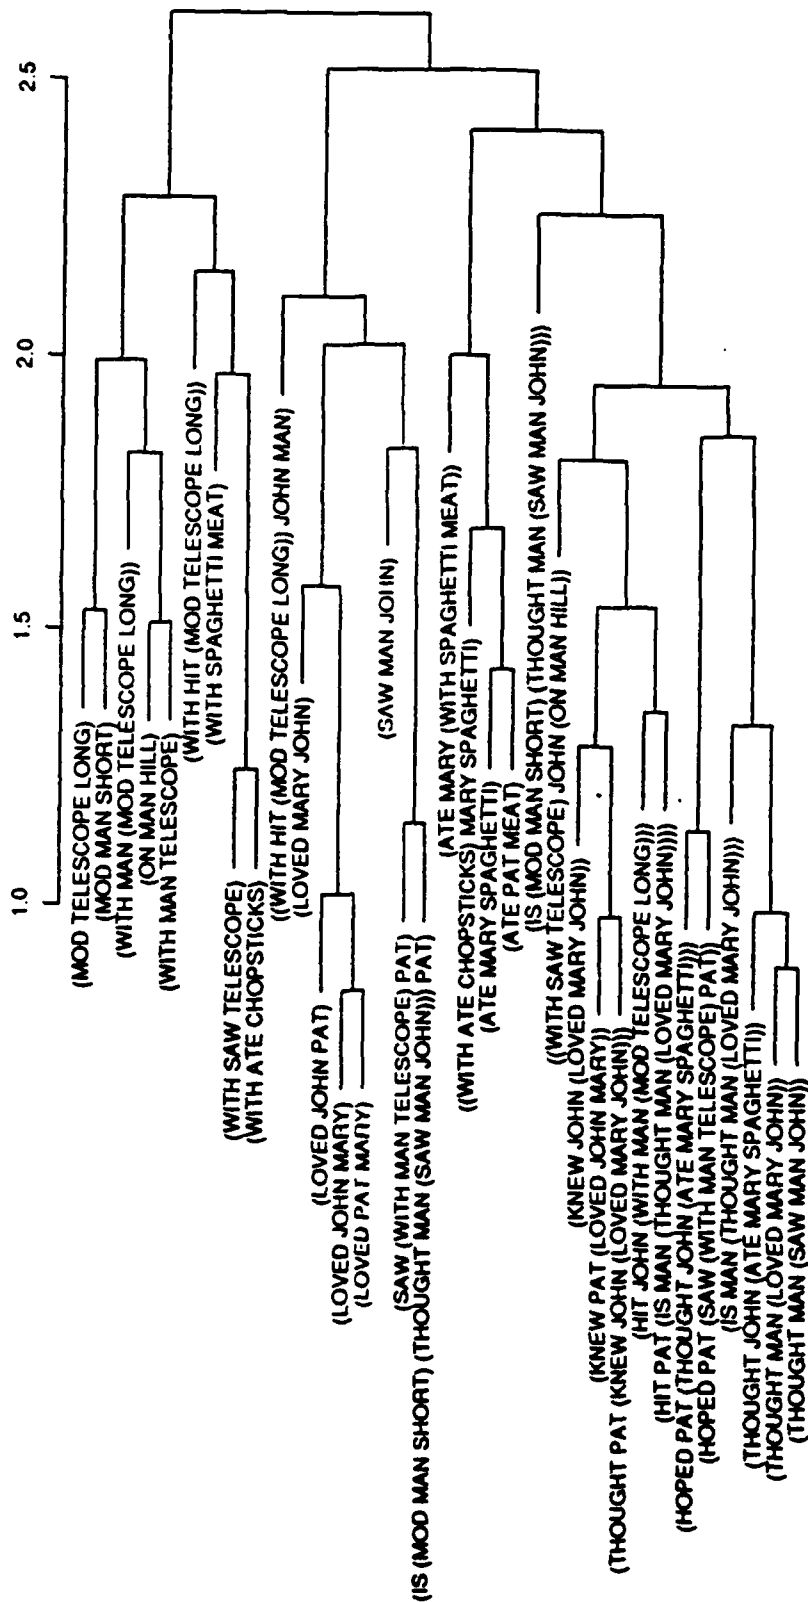 2.5
2.0
1.5
1.0
(MOD TELESCOPE LONG)
(MOD MAN SHORT)
(WITH MAN (MOD TELESCOPE LONG))
(ON MAN HILL)
(WITH MAN TELESCOPE)
(WITH HIT (MOD TELESCOPE LONG))
(WITH SPAGHETTI MEAT)
(WITH SAW TELESCOPE)
(WITH ATE CHOPSTICKS)
((WITH HIT (MOD TELESCOPE LONG)) JOHN MAN)
(LOVED MARY JOHN)
(LOVED JOHN PAT)
(LOVED JOHN MARY)
(LOVED PAT MARY)
(SAW MAN JOHN)
(SAW (WITH MAN TELESCOPE) PAT)
(IS (MOD MAN SHORT) (THOUGHT MAN (SAW MAN JOHN))) PAT)
(ATE MARY (WITH SPAGHETTI MEAT))
((WITH ATE CHOPSTICKS) MARY SPAGHETTI)
(ATE MARY SPAGHETTI)
(ATE PAT MEAT)
(IS (MOD MAN SHORT) (THOUGHT MAN (SAW MAN JOHN)))
((WITH SAW TELESCOPE) JOHN (ON MAN HILL))
(KNEW JOHN (LOVED MARY JOHN))
(KNEW PAT (LOVED JOHN MARY))
(THOUGHT PAT (KNEW JOHN (LOVED MARY JOHN)))
(HIT JOHN (WITH MAN (MOD TELESCOPE LONG)))
(HIT PAT (IS MAN (THOUGHT MAN (LOVED MARY JOHN))))
(HOPED PAT (THOUGHT JOHN (ATE MARY SPAGHETTI)))
(HOPED PAT (SAW (WITH MAN TELESCOPE) PAT))
(IS MAN (THOUGHT MAN (LOVED MARY JOHN)))
(THOUGHT JOHN (ATE MARY SPAGHETTI))
(THOUGHT MAN (LOVED MARY JOHN))
(THOUGHT MAN (SAW MAN JOHN))